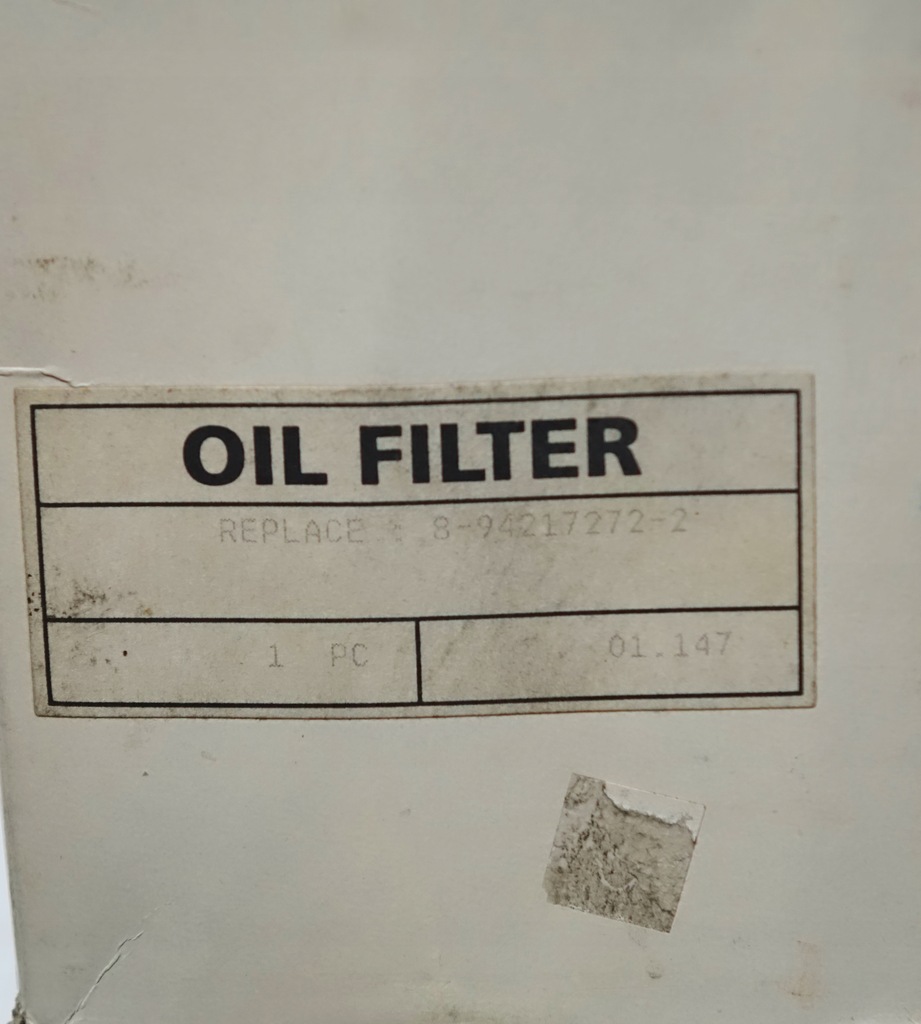 OIL FILTER
REPLACE : 8-94217272-2
1 PC
01.147